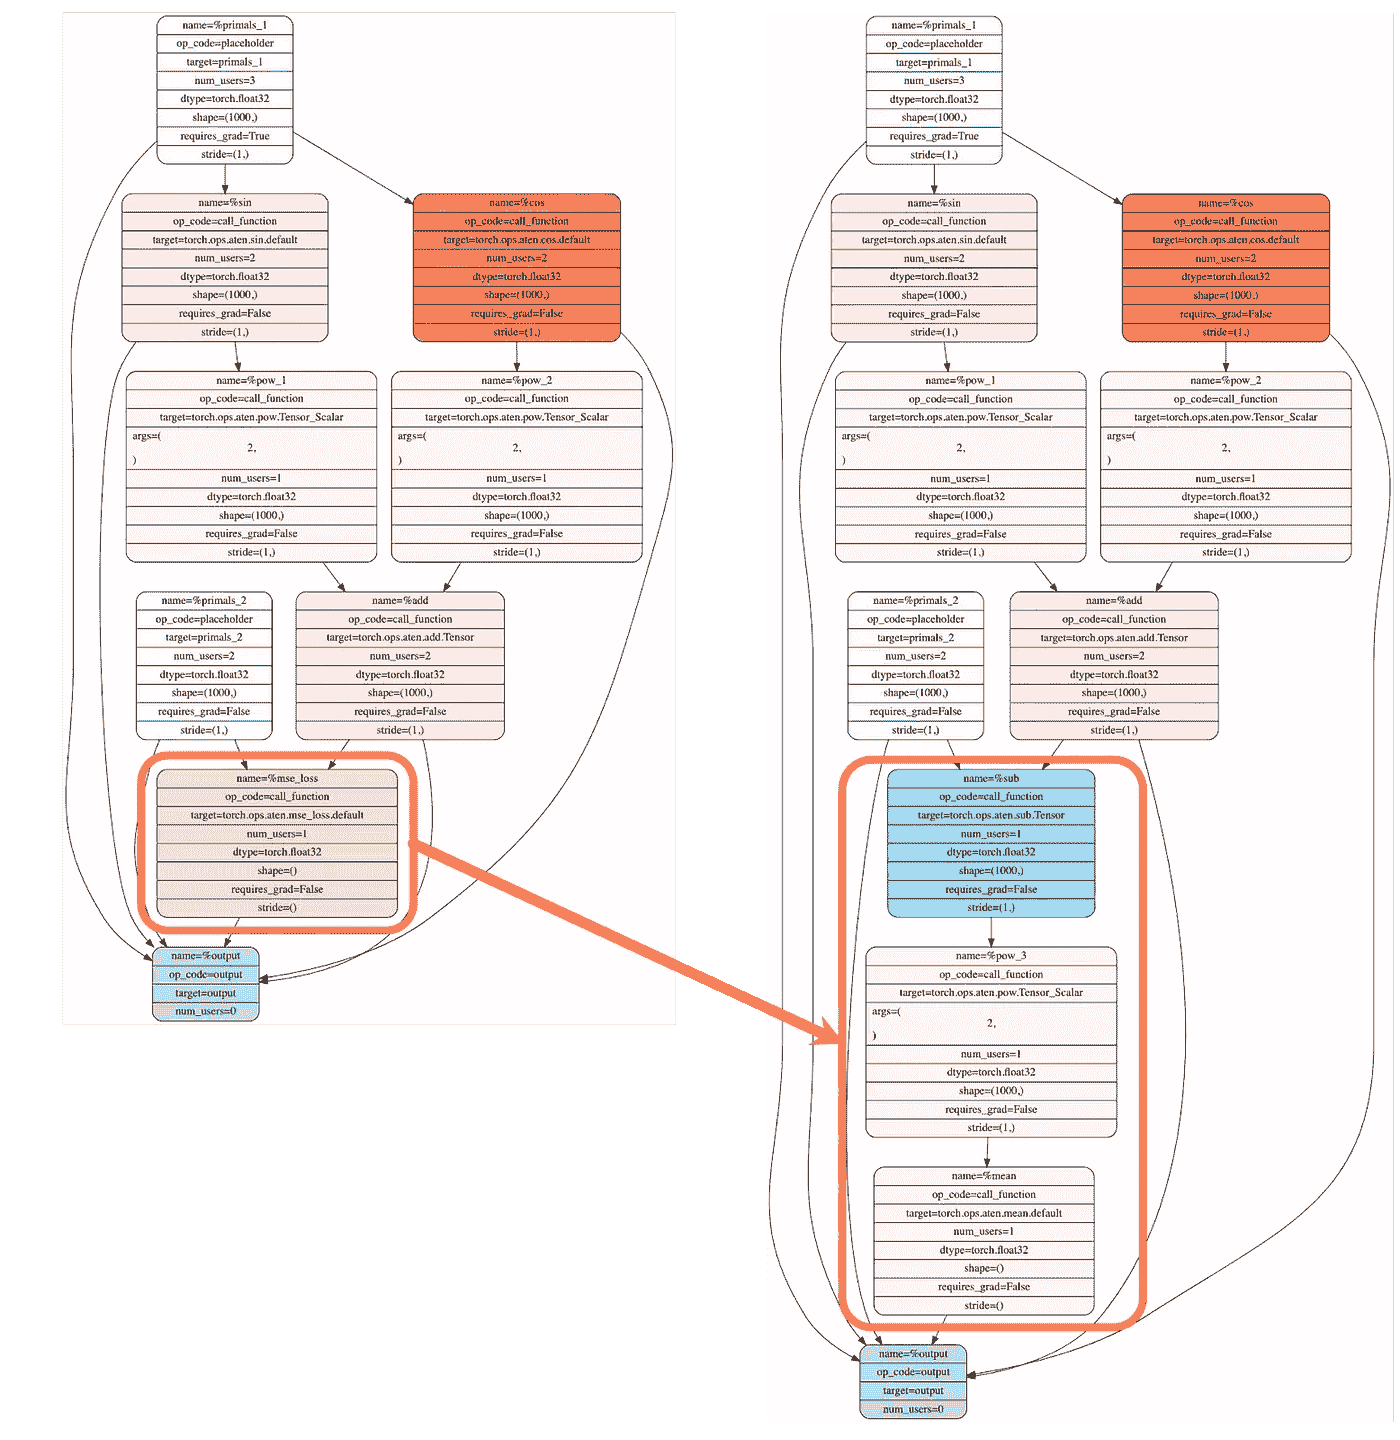 name=%primals_1
op_code=placeholder
target=primals_1
num_users=3
dtype=torch.float32
shape=(1000,)
requires_grad=True
stride=(1,)
name=%sin
op_code=call_function
target=torch.ops.aten.sin.default
num_users=2
dtype=torch.float32
shape=(1000,)
requires_grad=False
stride=(1,)
name=%cos
op_code=call_function
target=torch.ops.aten.cos.default
num_users=2
dtype=torch.float32
shape=(1000,)
requires_grad=False
stride=(1,)
name=%pow_1
op_code=call_function
target=torch.ops.aten.pow.Tensor_Scalar
args=(
2,
)
num_users=1
dtype=torch.float32
shape=(1000,)
requires_grad=False
stride=(1,)
name=%pow_2
op_code=call_function
target=torch.ops.aten.pow.Tensor_Scalar
args=(
2,
)
num_users=1
dtype=torch.float32
shape=(1000,)
requires_grad=False
stride=(1,)
name=%primals_2
op_code=placeholder
target=primals_2
num_users=2
dtype=torch.float32
shape=(1000,)
requires_grad=False
stride=(1,)
name=%add
op_code=call_function
target=torch.ops.aten.add.Tensor
num_users=2
dtype=torch.float32
shape=(1000,)
requires_grad=False
stride=(1,)
name=%mse_loss
op_code=call_function
target=torch.ops.aten.mse_loss.default
num_users=1
dtype=torch.float32
shape=()
requires_grad=False
stride=()
name=%output
op_code=output
target=output
num_users=0
name=%primals_1
op_code=placeholder
target=primals_1
num_users=3
dtype=torch.float32
shape=(1000,)
requires_grad=True
stride=(1,)
name=%sin
op_code=call_function
target=torch.ops.aten.sin.default
num_users=2
dtype=torch.float32
shape=(1000,)
requires_grad=False
stride=(1,)
name=%cos
op_code=call_function
target=torch.ops.aten.cos.default
num_users=2
dtype=torch.float32
shape=(1000,)
requires_grad=False
stride=(1,)
name=%pow_1
op_code=call_function
target=torch.ops.aten.pow.Tensor_Scalar
args=(
2,
)
num_users=1
dtype=torch.float32
shape=(1000,)
requires_grad=False
stride=(1,)
name=%pow_2
op_code=call_function
target=torch.ops.aten.pow.Tensor_Scalar
args=(
2,
)
num_users=1
dtype=torch.float32
shape=(1000,)
requires_grad=False
stride=(1,)
name=%primals_2
op_code=placeholder
target=primals_2
num_users=2
dtype=torch.float32
shape=(1000,)
requires_grad=False
stride=(1,)
name=%add
op_code=call_function
target=torch.ops.aten.add.Tensor
num_users=2
dtype=torch.float32
shape=(1000,)
requires_grad=False
stride=(1,)
name=%sub
op_code=call_function
target=torch.ops.aten.sub.Tensor
num_users=1
dtype=torch.float32
shape=(1000,)
requires_grad=False
stride=(1,)
name=%pow_3
op_code=call_function
target=torch.ops.aten.pow.Tensor_Scalar
args=(
2,
)
num_users=1
dtype=torch.float32
shape=(1000,)
requires_grad=False
stride=(1,)
name=%mean
op_code=call_function
target=torch.ops.aten.mean.default
num_users=1
dtype=torch.float32
shape=()
requires_grad=False
stride=()
name=%output
op_code=output
target=output
num_users=0